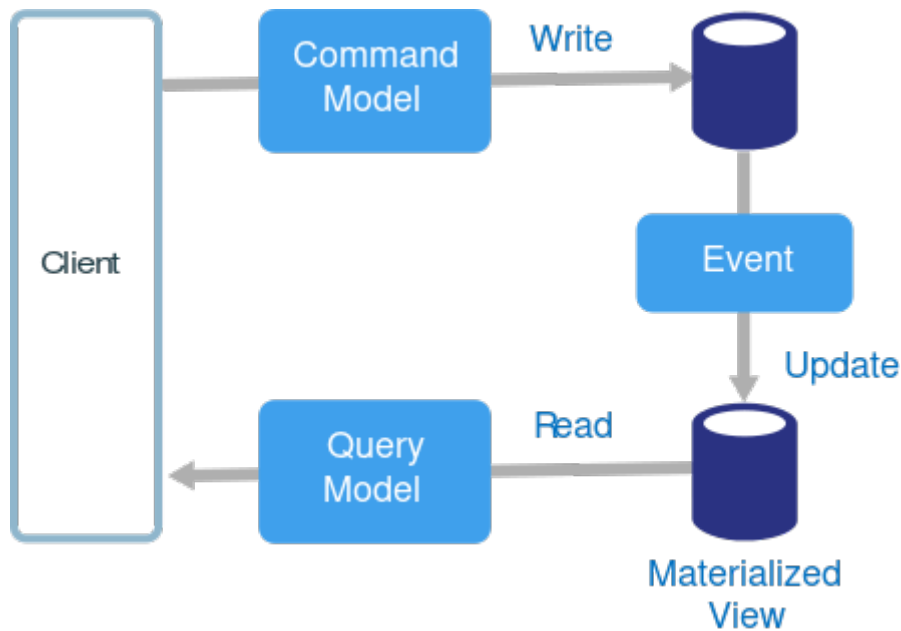 Command
Model
Write
Client
Event
Update
Query
Model
Read
Materialized
View